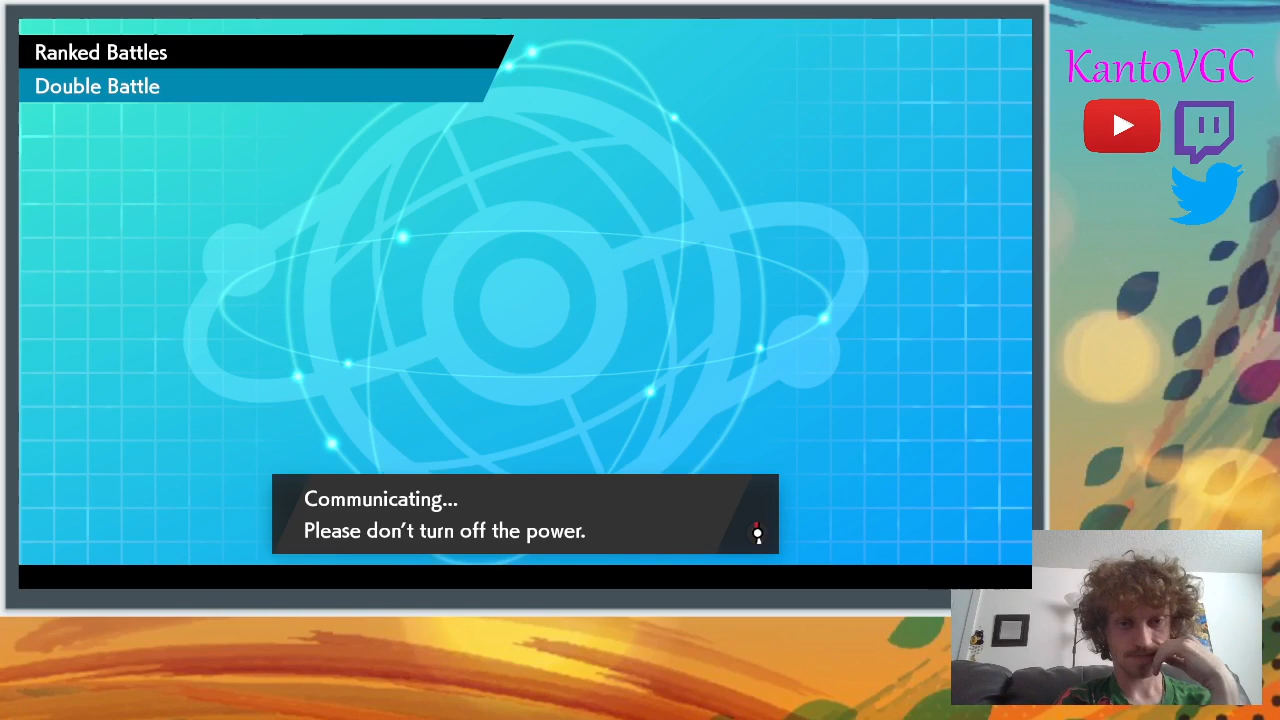 Ranked Battles
Double Battle
KantoVGC
Communicating...
Please don't turn off the power.